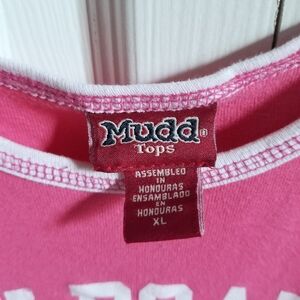 Mudd®
Tops
ASSEMBLED
IN
HONDURAS
ENSAMBLADO
EN
HONDURAS
XL